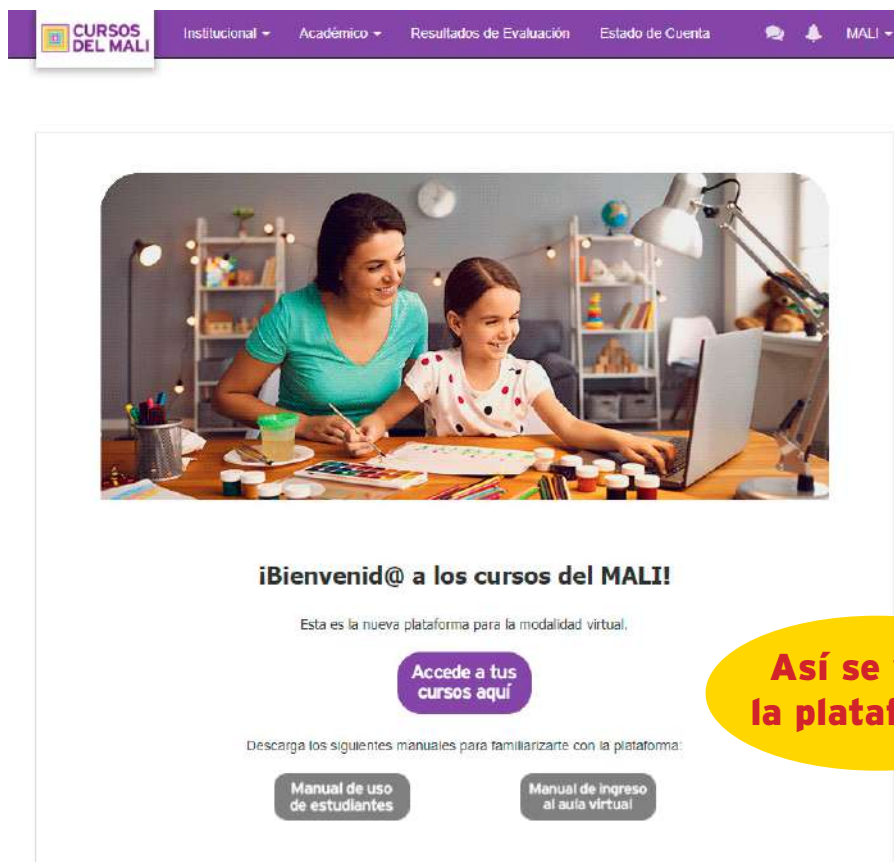 CURSOS
DEL MALI
Institucional
Académico
Resultados de Evaluación
Estado de Cuenta
MALI
¡Bienvenid@ a los cursos del MALI!
Esta es la nueva plataforma para la modalidad virtual.
Accede a tus
cursos aquí
Así se
la plataf
Descarga los siguientes manuales para familiarizarte con la plataforma:
Manual de uso
de estudiantes
Manual de ingreso
al aula virtual